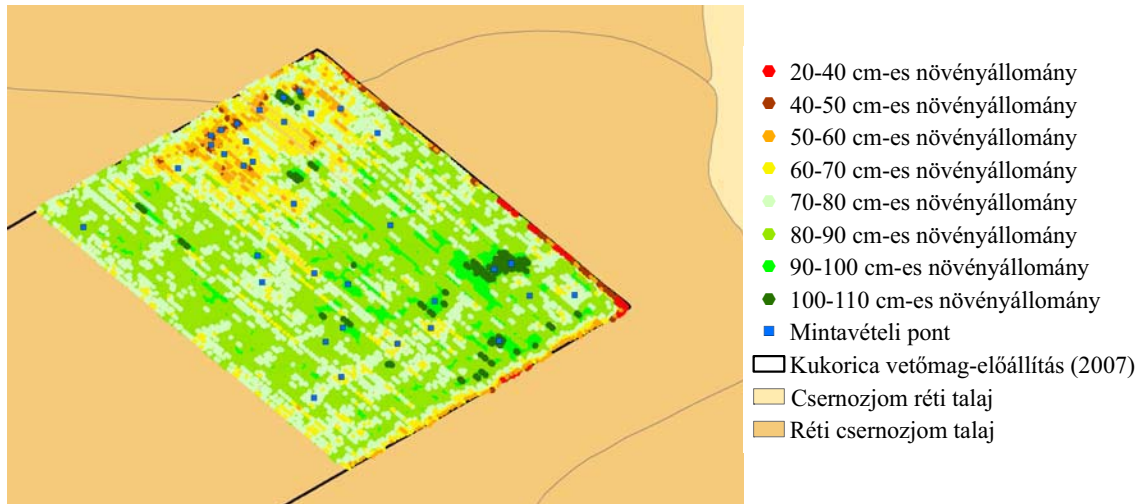 20-40 cm-es növényállomány
40-50 cm-es növényállomány
50-60 cm-es növényállomány
60-70 cm-es növényállomány
70-80 cm-es növényállomány
80-90 cm-es növényállomány
90-100 cm-es növényállomány
100-110 cm-es növényállomány
Mintavételi pont
Kukorica vetőmag-előállítás (2007)
Csernozjom réti talaj
Réti csernozjom talaj